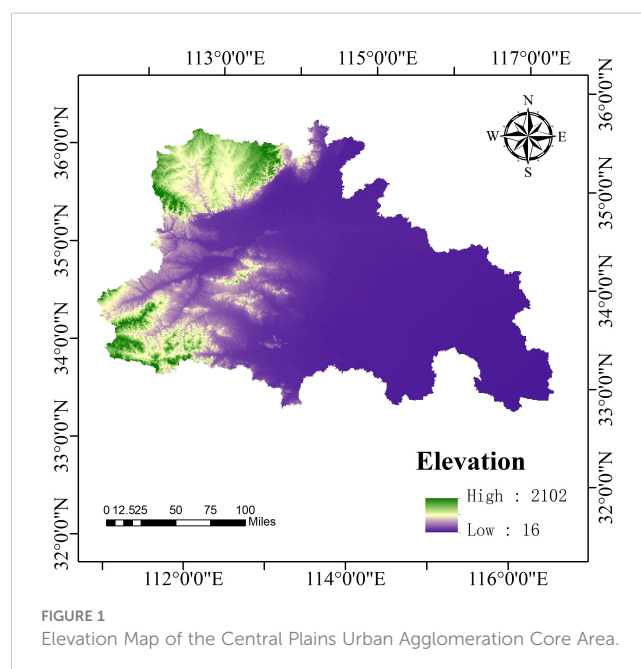 113°0'0"E 115°0'0"E 117°0'0"E
36°0'0"N
35°0'0"N
34°0'0"N
33°0'0"N
32°0'0"N
N
W E
S
36°0'0"N
35°0'0"N
34°0'0"N
33°0'0"N
32°0'0"N
Elevation
High : 2102
Low : 16
0 12.525 50 75 100
Miles
112°0'0"E 114°0'0"E 116°0'0"E
FIGURE 1
Elevation Map of the Central Plains Urban Agglomeration Core Area.